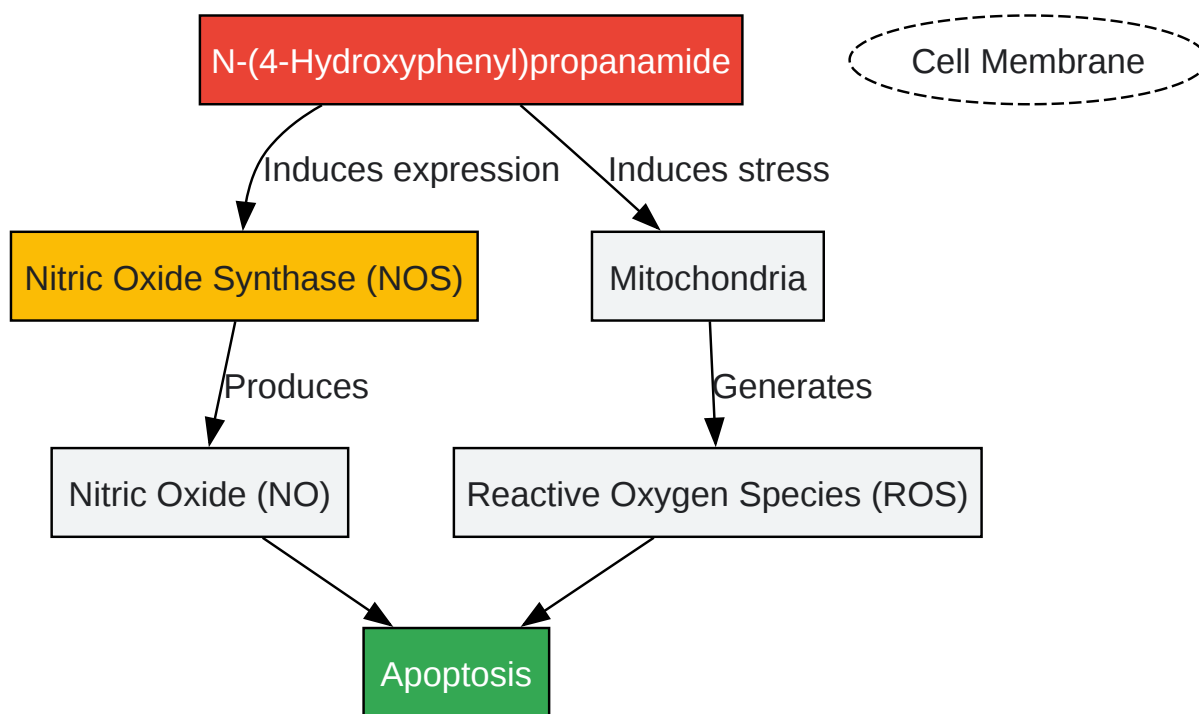 N-(4-Hydroxyphenyl)propanamide
Cell Membrane
Induces expression
Induces stress
Nitric Oxide Synthase (NOS)
Mitochondria
Produces
Generates
Nitric Oxide (NO)
Reactive Oxygen Species (ROS)
Apoptosis